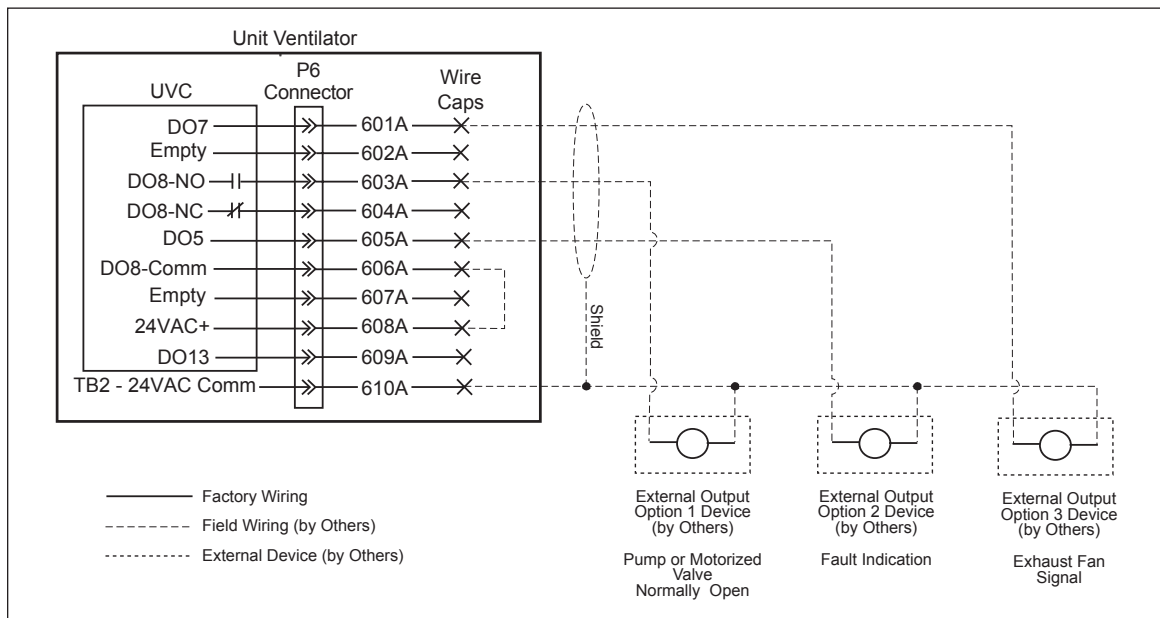 Unit Ventilator
P6
Connector
Wire
Caps
UVC
DO7 601A
Empty 602A
DO8-NO 603A
DO8-NC 604A
DO5 605A
DO8-Comm 606A
Empty 607A
24VAC+ 608A
DO13 609A
TB2 - 24VAC Comm 610A
Shield
Factory Wiring
Field Wiring (by Others)
External Device (by Others)
External Output
Option 1 Device
(by Others)
Pump or Motorized
Valve
Normally Open
External Output
Option 2 Device
(by Others)
Fault Indication
External Output
Option 3 Device
(by Others)
Exhaust Fan
Signal